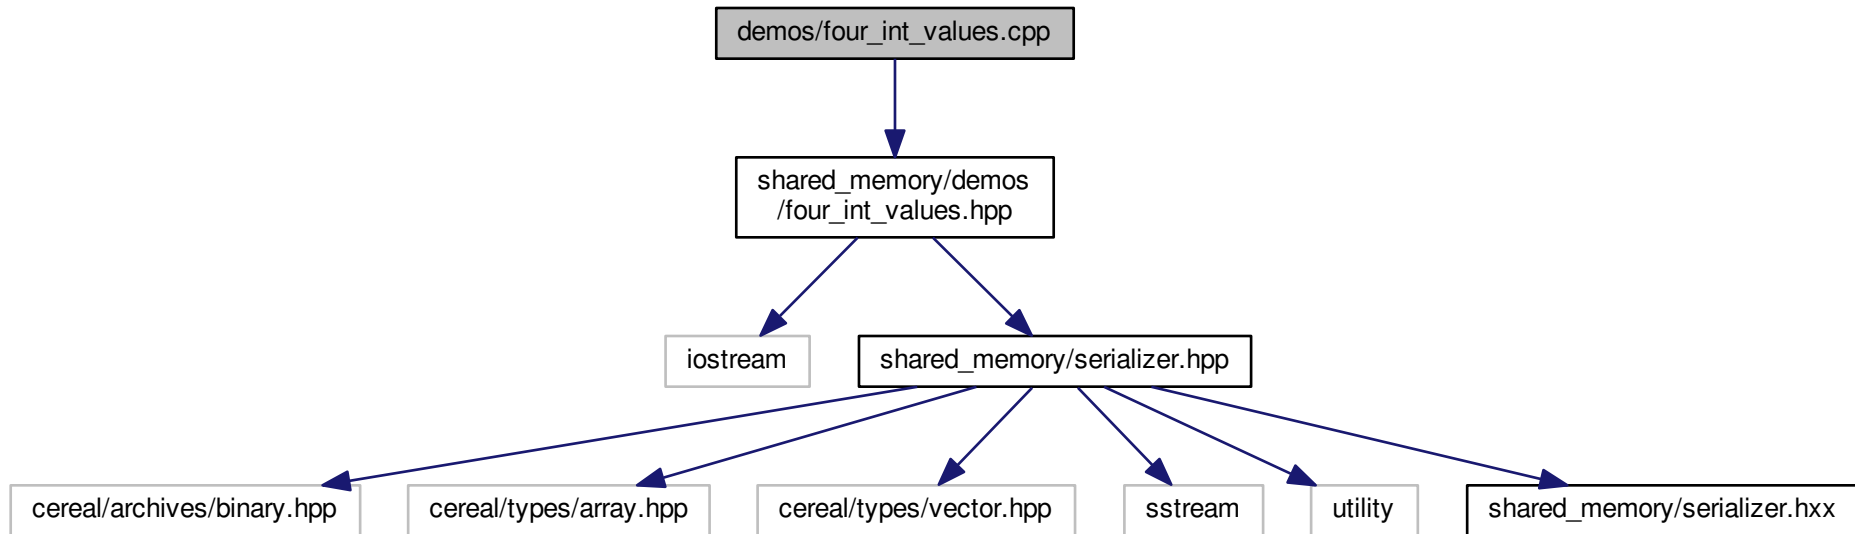 demos/four_int_values.cpp
shared_memory/demos
/four_int_values.hpp
iostream
shared_memory/serializer.hpp
cereal/archives/binary.hpp
cereal/types/array.hpp
cereal/types/vector.hpp
sstream
utility
shared_memory/serializer.hxx